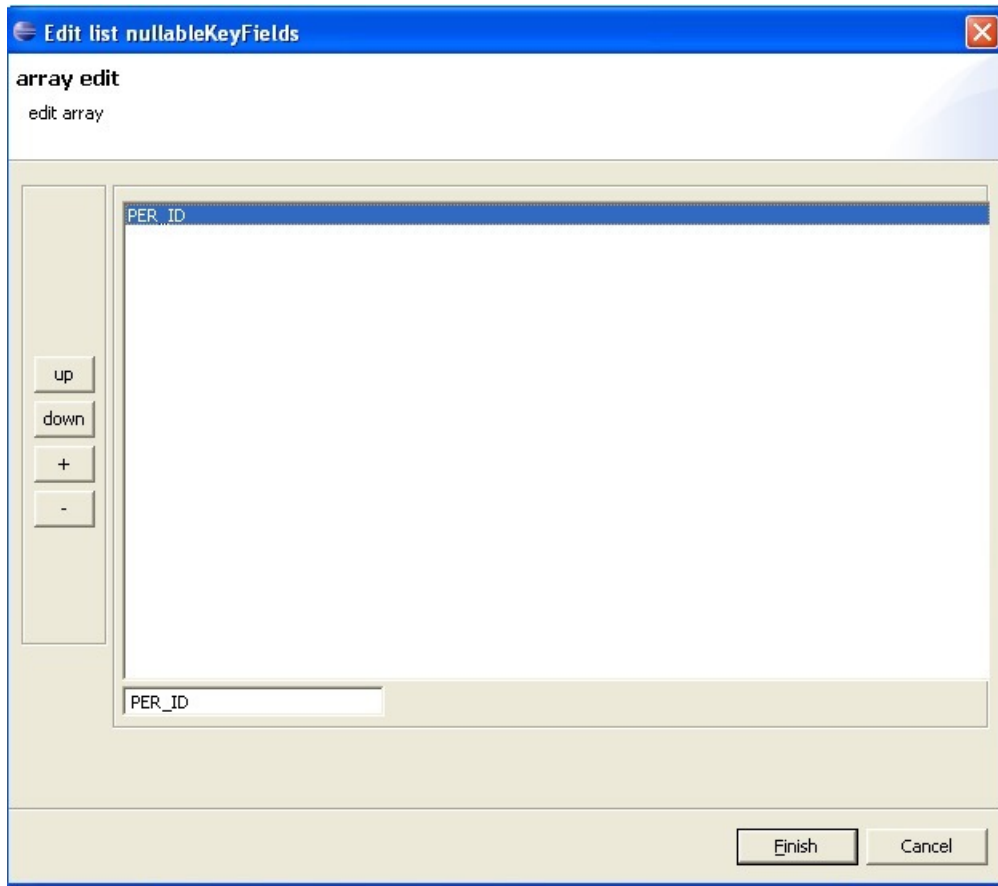 Edit list nullableKeyFields
array edit
edit array
PER_ID
up
down
+
-
PER_ID
Finish
Cancel